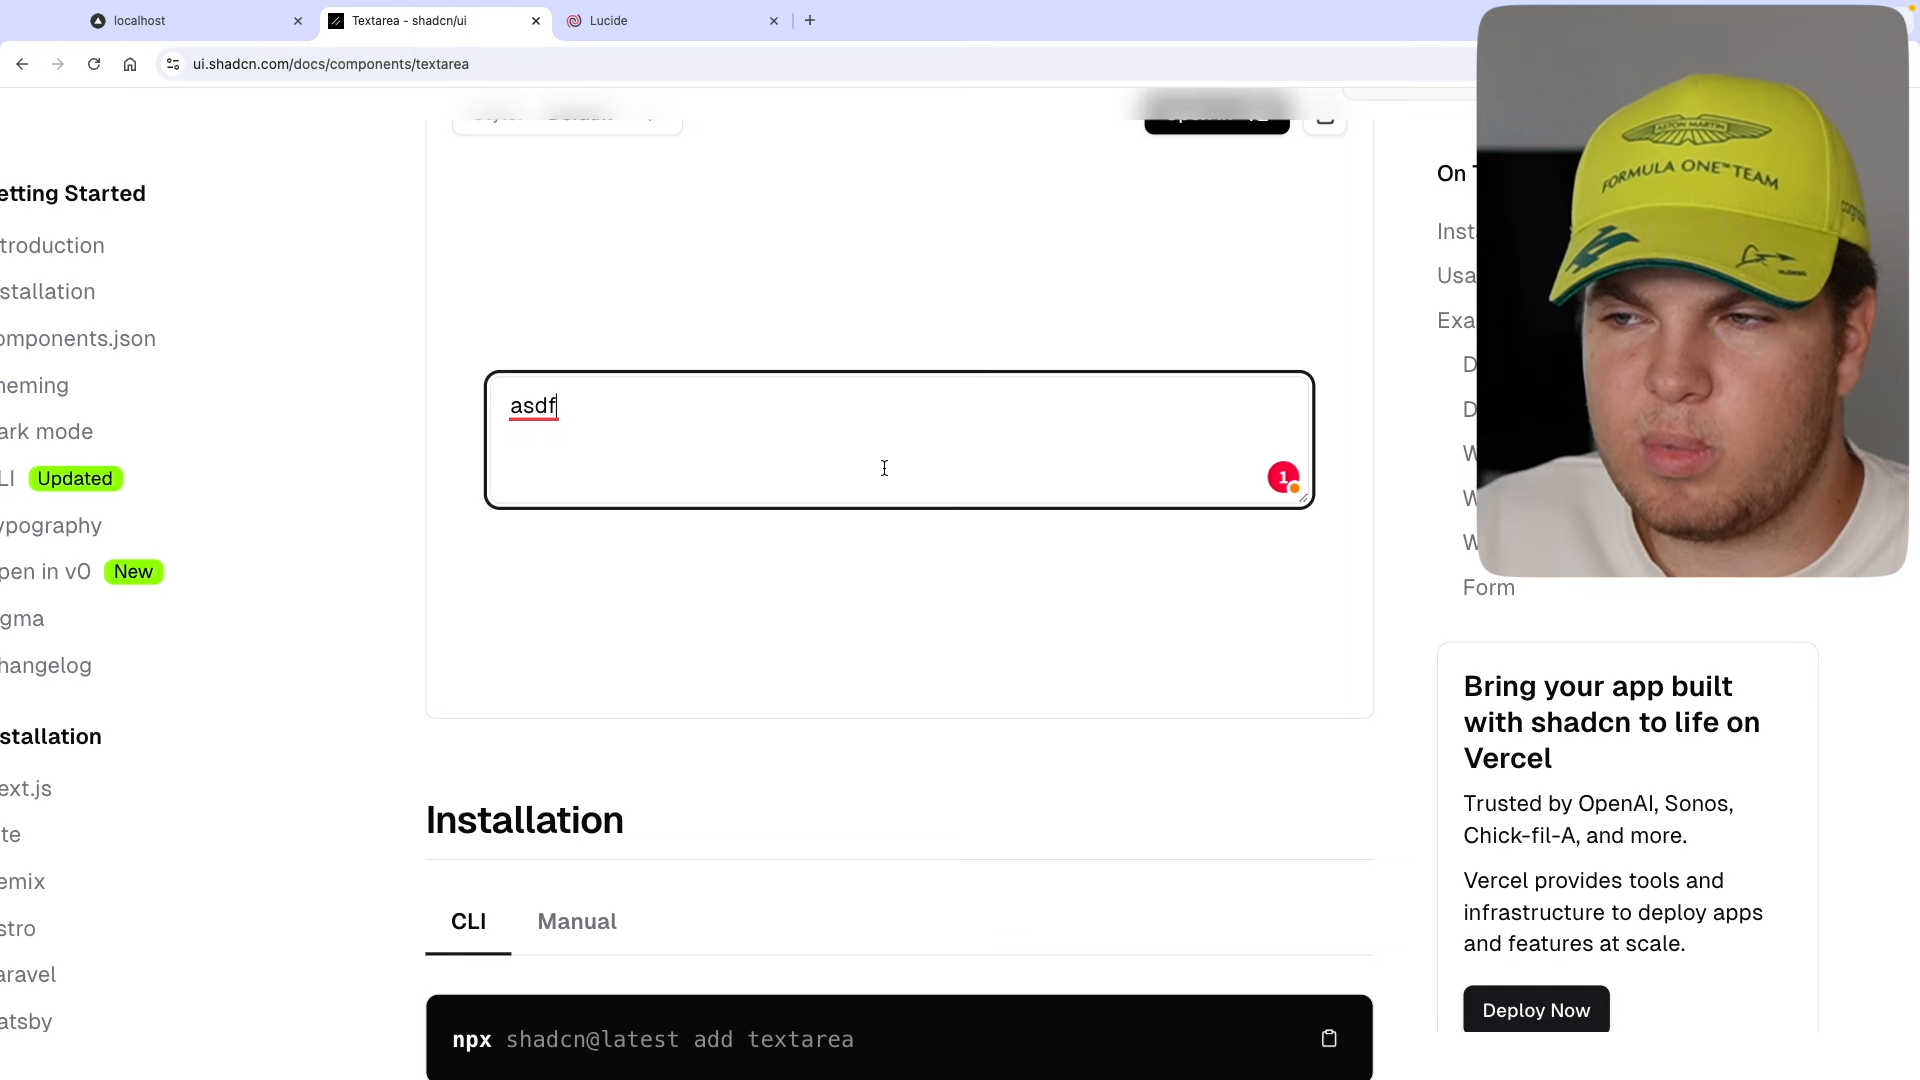 localhost
Textarea - shadcn/ui
Lucide
ui.shadcn.com/docs/components/textarea
Default
etting Started
troduction
stallation
omponents.json
heming
ark mode
LI Updated
ypography
pen in v0 New
gma
hangelog
stallation
ext.js
te
emix
stro
aravel
atsby
asdf
1
Installation
CLI
Manual
npx shadcn@latest add textarea
On T
Inst
Usa
Exa
D
D
W
W
W
Form
Bring your app built
with shadcn to life on
Vercel
Trusted by OpenAI, Sonos,
Chick-fil-A, and more.
Vercel provides tools and
infrastructure to deploy apps
and features at scale.
Deploy Now
ASTON MARTIN
FORMULA ONE™ TEAM